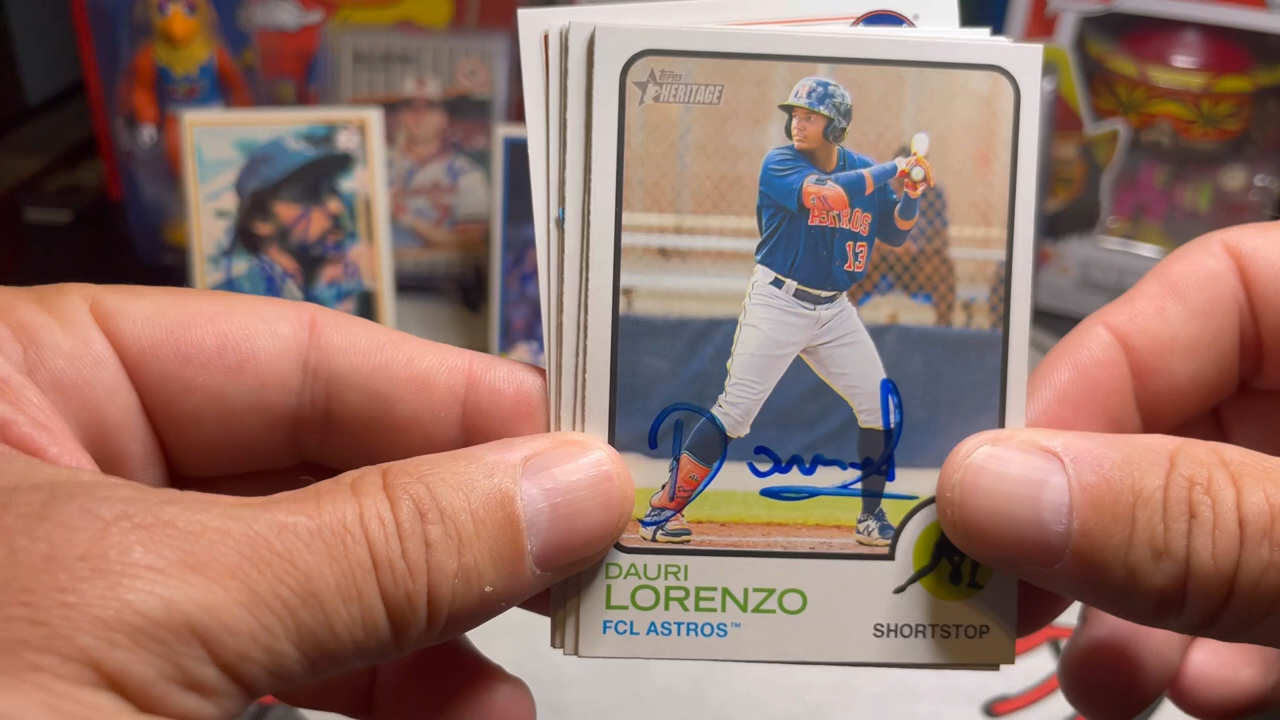 Topps
HERITAGE
ASTROS
13
DAURI
LORENZO
FCL ASTROS™
SHORTSTOP